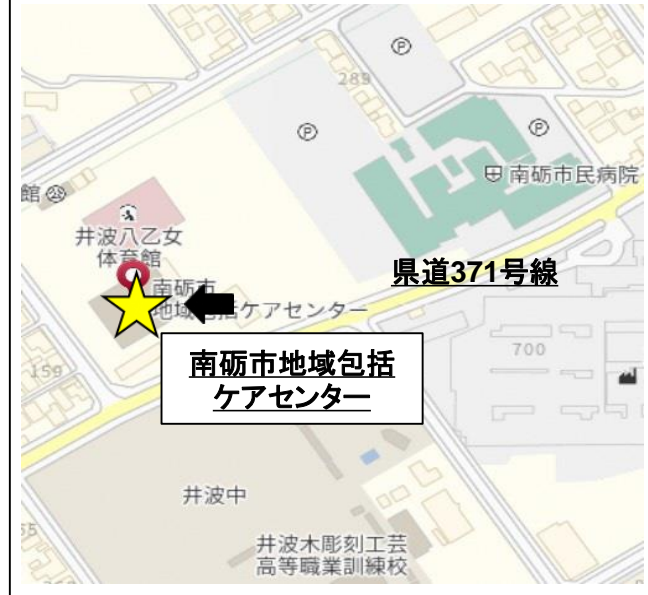 Ⓟ
289
Ⓟ
Ⓟ
南砺市民病院
館
井波八乙女
体育館
県道371号線
南砺市
地域包括ケアセンター
南砺市地域包括
ケアセンター
700
159
井波中
井波木彫刻工芸
高等職業訓練校